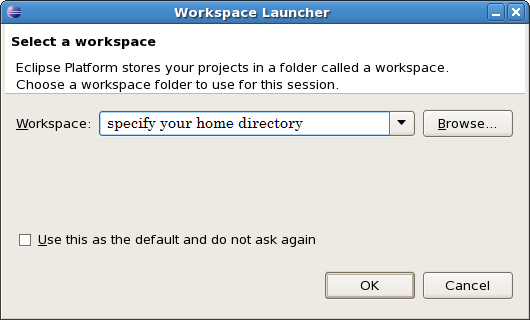 Workspace Launcher
Select a workspace
Eclipse Platform stores your projects in a folder called a workspace.
Choose a workspace folder to use for this session.
Workspace: specify your home directory Browse...
Use this as the default and do not ask again
OK Cancel